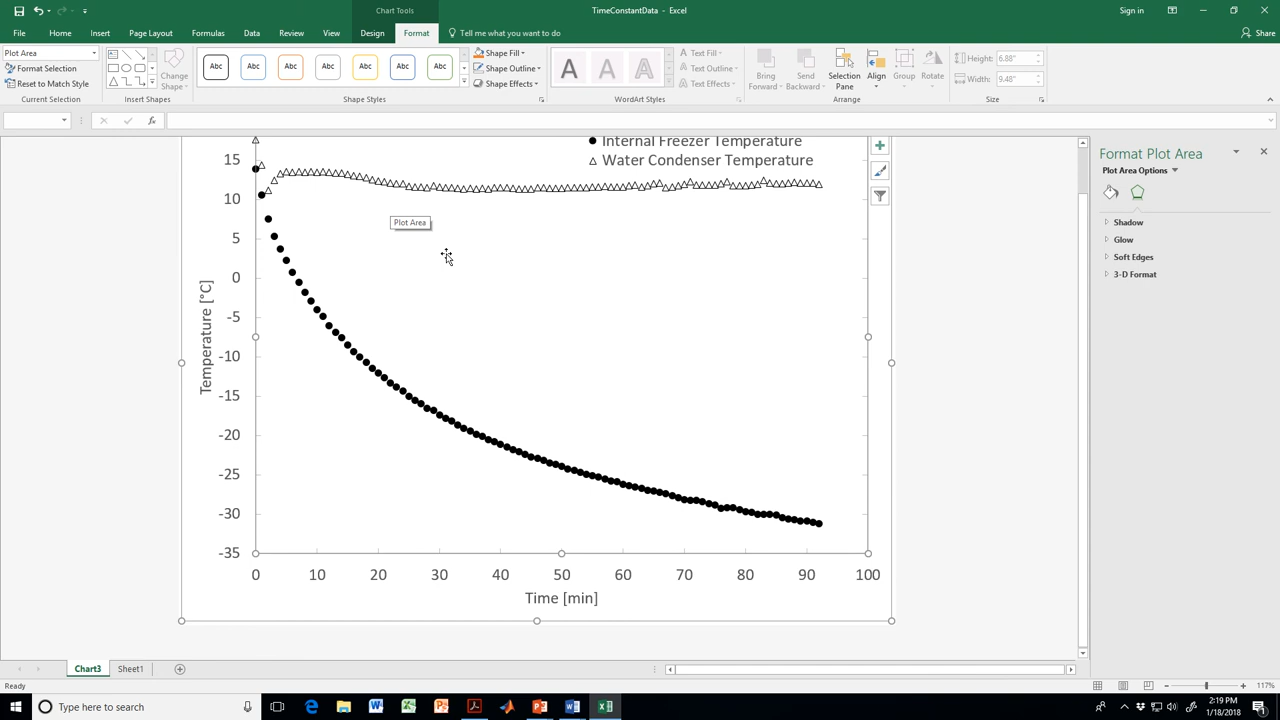 Chart Tools
TimeConstantData - Excel
Sign in
File Home Insert Page Layout Formulas Data Review View Design Format Tell me what you want to do
Share
Plot Area
Format Selection
Reset to Match Style
Current Selection
Change
Shape
Insert Shapes
Abc Abc Abc Abc Abc Abc Abc
Shape Fill
Shape Outline
Shape Effects
Shape Styles
A A A
Text Fill
Text Outline
Text Effects
WordArt Styles
Bring
Forward
Send
Backward
Selection
Pane
Align
Group
Rotate
Arrange
Height: 6.88"
Width: 9.48"
Size
fx
Internal Freezer Temperature
Water Condenser Temperature
15
10
5
0
-5
-10
-15
-20
-25
-30
-35
Temperature [°C]
Plot Area
0 10 20 30 40 50 60 70 80 90 100
Time [min]
Format Plot Area
Plot Area Options
Shadow
Glow
Soft Edges
3-D Format
Chart3 Sheet1
Ready
117%
Type here to search
2:19 PM
1/18/2018